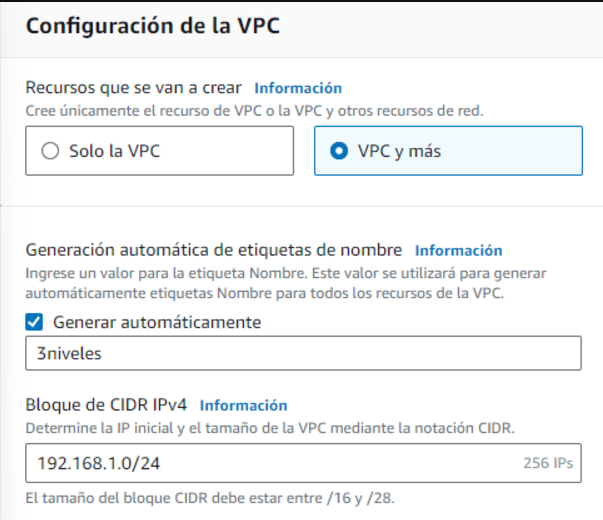 Configuración de la VPC
Recursos que se van a crear Información
Cree únicamente el recurso de VPC o la VPC y otros recursos de red.
Solo la VPC
VPC y más
Generación automática de etiquetas de nombre Información
Ingrese un valor para la etiqueta Nombre. Este valor se utilizará para generar
automáticamente etiquetas Nombre para todos los recursos de la VPC.
Generar automáticamente
3niveles
Bloque de CIDR IPv4 Información
Determine la IP inicial y el tamaño de la VPC mediante la notación CIDR.
192.168.1.0/24 256 IPs
El tamaño del bloque CIDR debe estar entre /16 y /28.